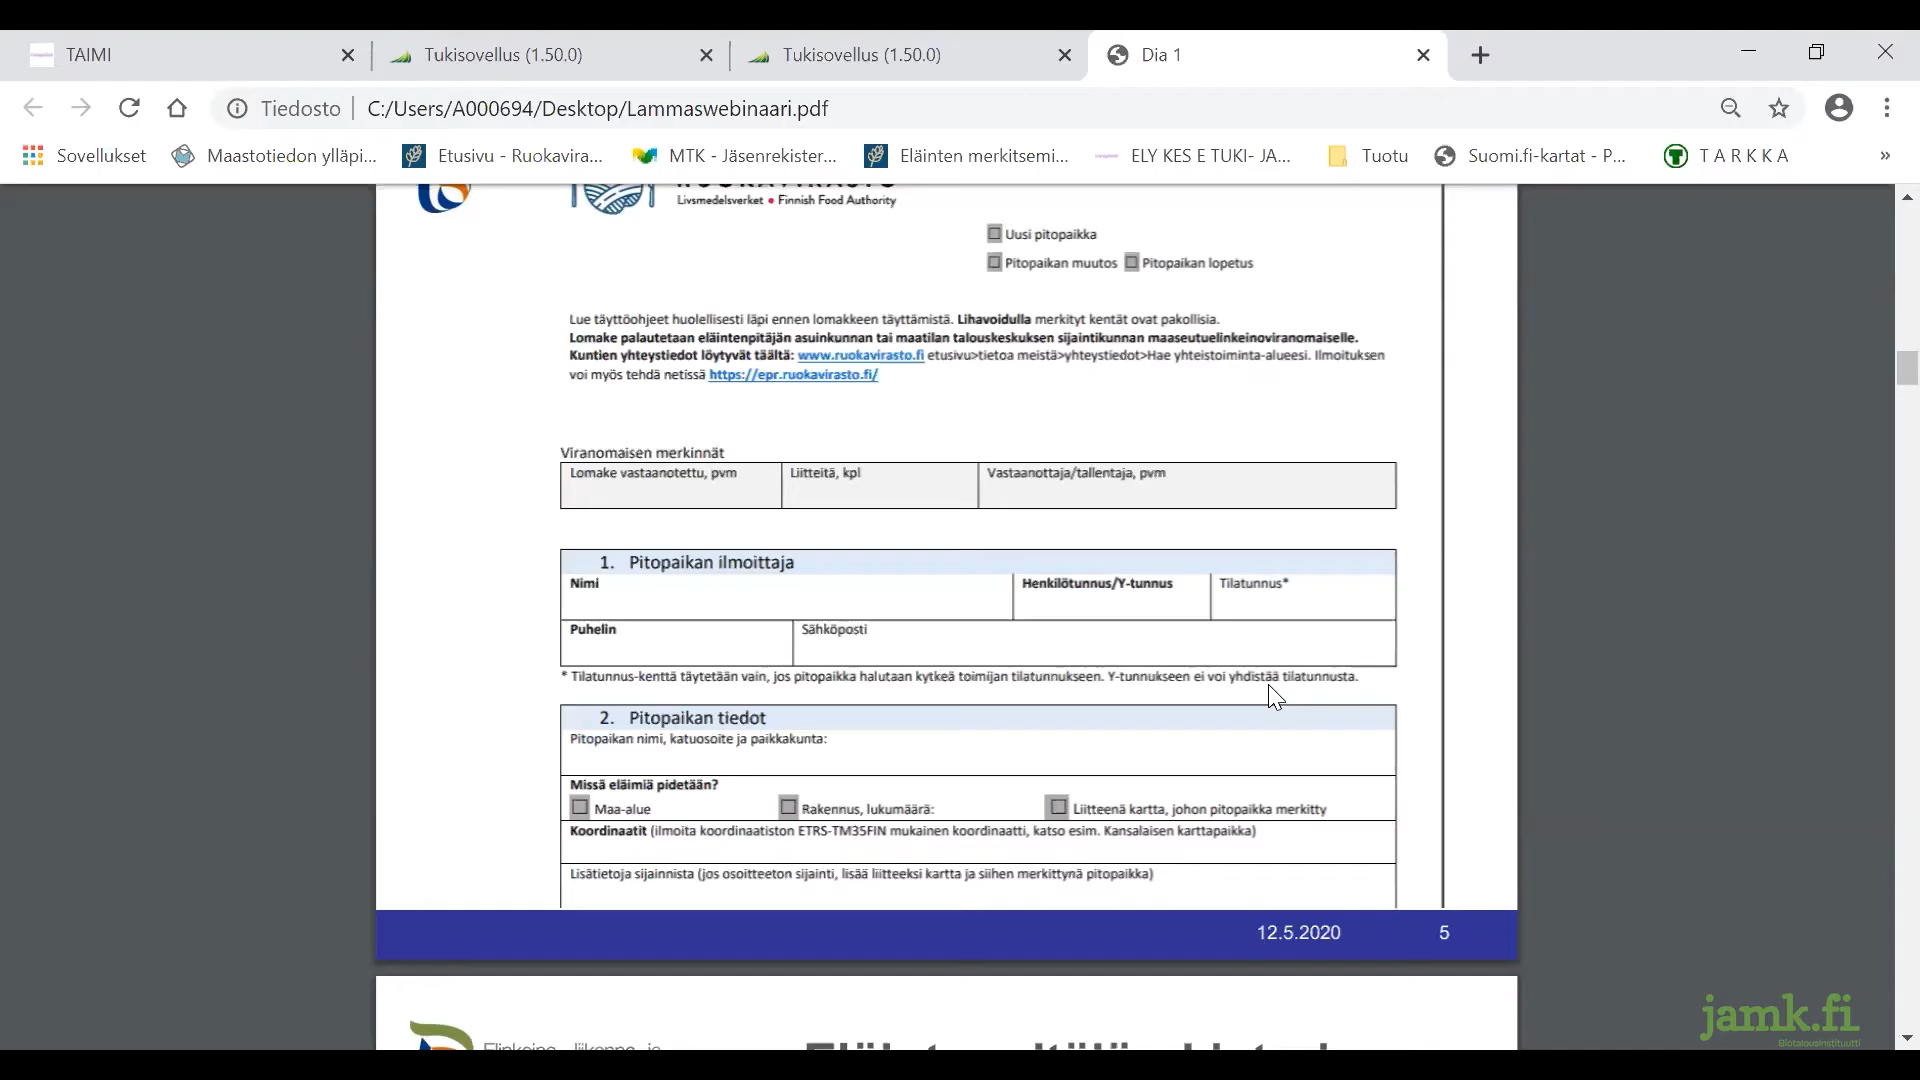 TAIMI
Tukisovellus (1.50.0)
Tukisovellus (1.50.0)
Dia 1
Tiedosto
C:/Users/A000694/Desktop/Lammaswebinaari.pdf
Sovellukset
Maastotiedon ylläpi...
Etusivu - Ruokavira...
MTK - Jäsenrekister...
Eläinten merkitsemi...
ELY KES E TUKI- JA...
Tuotu
Suomi.fi-kartat - P...
T A R K K A
»
RUOKAVIRASTO
Livsmedelsverket • Finnish Food Authority
Uusi pitopaikka
Pitopaikan muutos Pitopaikan lopetus
Lue täyttöohjeet huolellisesti läpi ennen lomakkeen täyttämistä. Lihavoidulla merkityt kentät ovat pakollisia.
Lomake palautetaan eläintenpitäjän asuinkunnan tai maatilan talouskeskuksen sijaintikunnan maaseutuelinkeinoviranomaiselle.
Kuntien yhteystiedot löytyvät täältä: www.ruokavirasto.fi etusivu>tietoa meistä>yhteystiedot>Hae yhteistoiminta-alueesi. Ilmoituksen
voi myös tehdä netissä https://epr.ruokavirasto.fi/
Viranomaisen merkinnät
Lomake vastaanotettu, pvm
Liitteitä, kpl
Vastaanottaja/tallentaja, pvm
1. Pitopaikan ilmoittaja
Nimi
Henkilötunnus/Y-tunnus
Tilatunnus*
Puhelin
Sähköposti
* Tilatunnus-kenttä täytetään vain, jos pitopaikka halutaan kytkeä toimijan tilatunnukseen. Y-tunnukseen ei voi yhdistää tilatunnusta.
2. Pitopaikan tiedot
Pitopaikan nimi, katuosoite ja paikkakunta:
Missä eläimiä pidetään?
Maa-alue
Rakennus, lukumäärä:
Liitteenä kartta, johon pitopaikka merkitty
Koordinaatit (ilmoita koordinaatiston ETRS-TM35FIN mukainen koordinaatti, katso esim. Kansalaisen karttapaikka)
Lisätietoja sijainnista (jos osoitteeton sijainti, lisää liitteeksi kartta ja siihen merkittynä pitopaikka)
12.5.2020
5
jamk.fi
Biotalousinstituutti